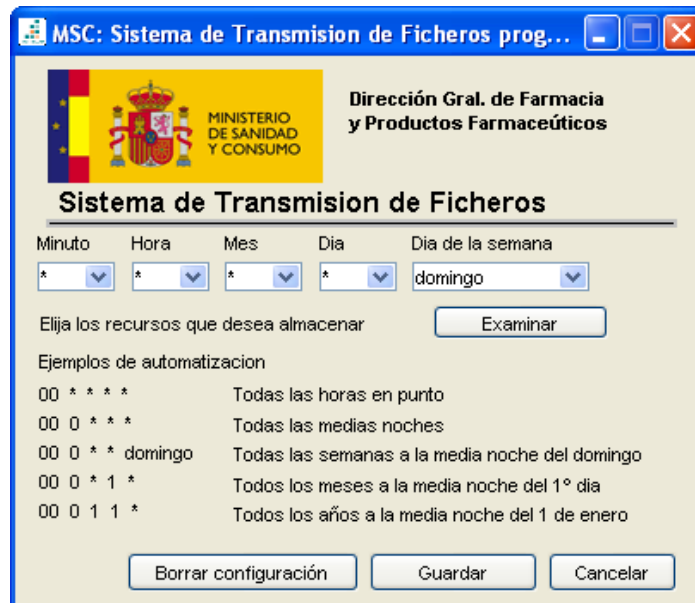 MSC: Sistema de Transmision de Ficheros prog...
MINISTERIO
DE SANIDAD
Y CONSUMO
Dirección Gral. de Farmacia
y Productos Farmaceúticos
Sistema de Transmision de Ficheros
Minuto Hora Mes Dia Dia de la semana
* * * * domingo
Elija los recursos que desea almacenar Examinar
Ejemplos de automatizacion
00 * * * * Todas las horas en punto
00 0 * * * Todas las medias noches
00 0 * * domingo Todas las semanas a la media noche del domingo
00 0 * 1 * Todos los meses a la media noche del 1º dia
00 0 1 1 * Todos los años a la media noche del 1 de enero
Borrar configuración Guardar Cancelar